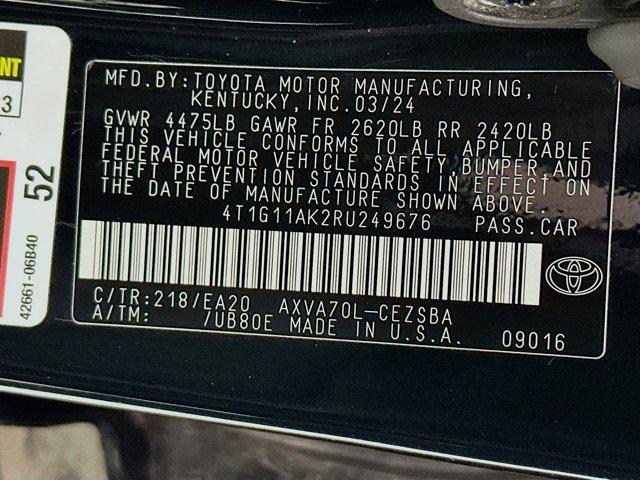 MFD.BY:TOYOTA MOTOR MANUFACTURING,
KENTUCKY,INC.03/24
GVWR 4475LB GAWR FR 2620LB RR 2420LB
THIS VEHICLE CONFORMS TO ALL APPLICABLE
FEDERAL MOTOR VEHICLE SAFETY,BUMPER,AND
THEFT PREVENTION STANDARDS IN EFFECT ON
THE DATE OF MANUFACTURE SHOWN ABOVE.
4T1G11AK2RU249676 PASS.CAR
C/TR:218/EA20 AXVA70L-CEZSBA
A/TM: /UB80E MADE IN U.S.A.
09016
52
42661-06B40
3